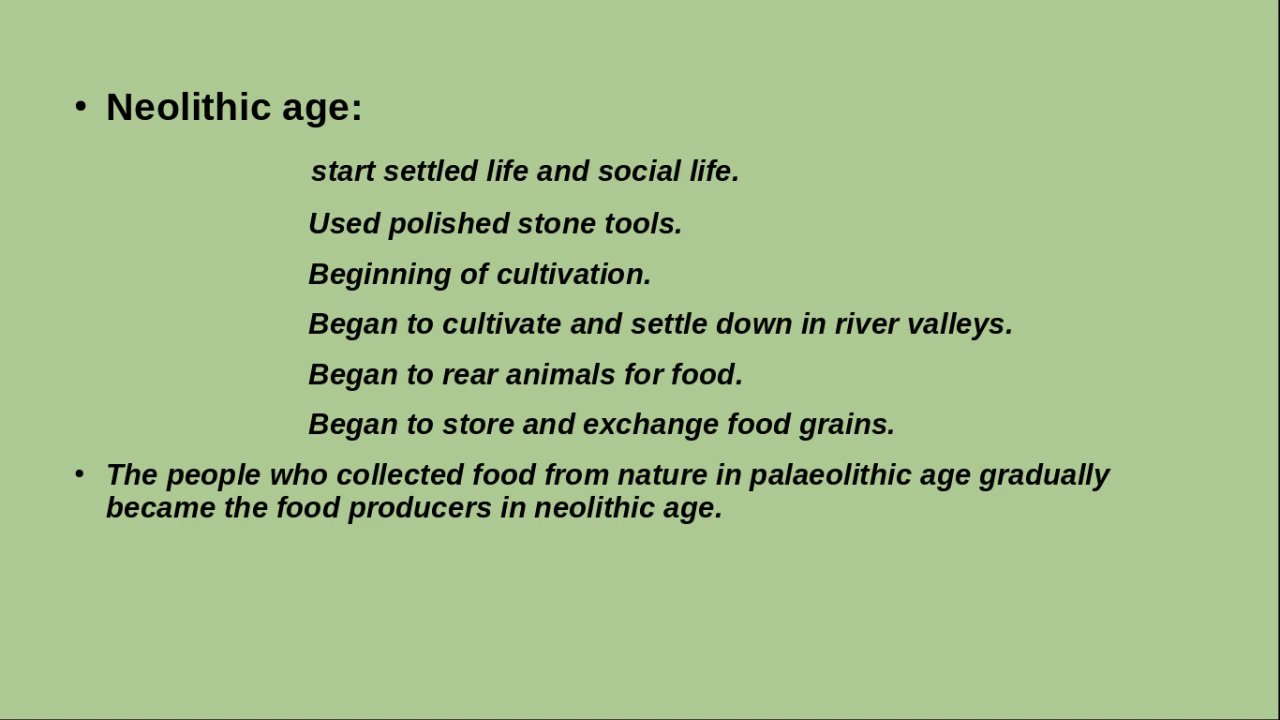 • Neolithic age:
start settled life and social life.
Used polished stone tools.
Beginning of cultivation.
Began to cultivate and settle down in river valleys.
Began to rear animals for food.
Began to store and exchange food grains.
• The people who collected food from nature in palaeolithic age gradually
became the food producers in neolithic age.